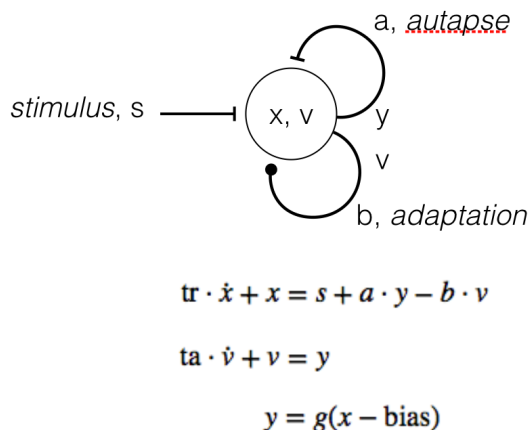 a, autapse
stimulus, s
x, v
y
v
b, adaptation
tr · ẋ + x = s + a · y − b · v
ta · v̇ + v = y
y = g(x − bias)